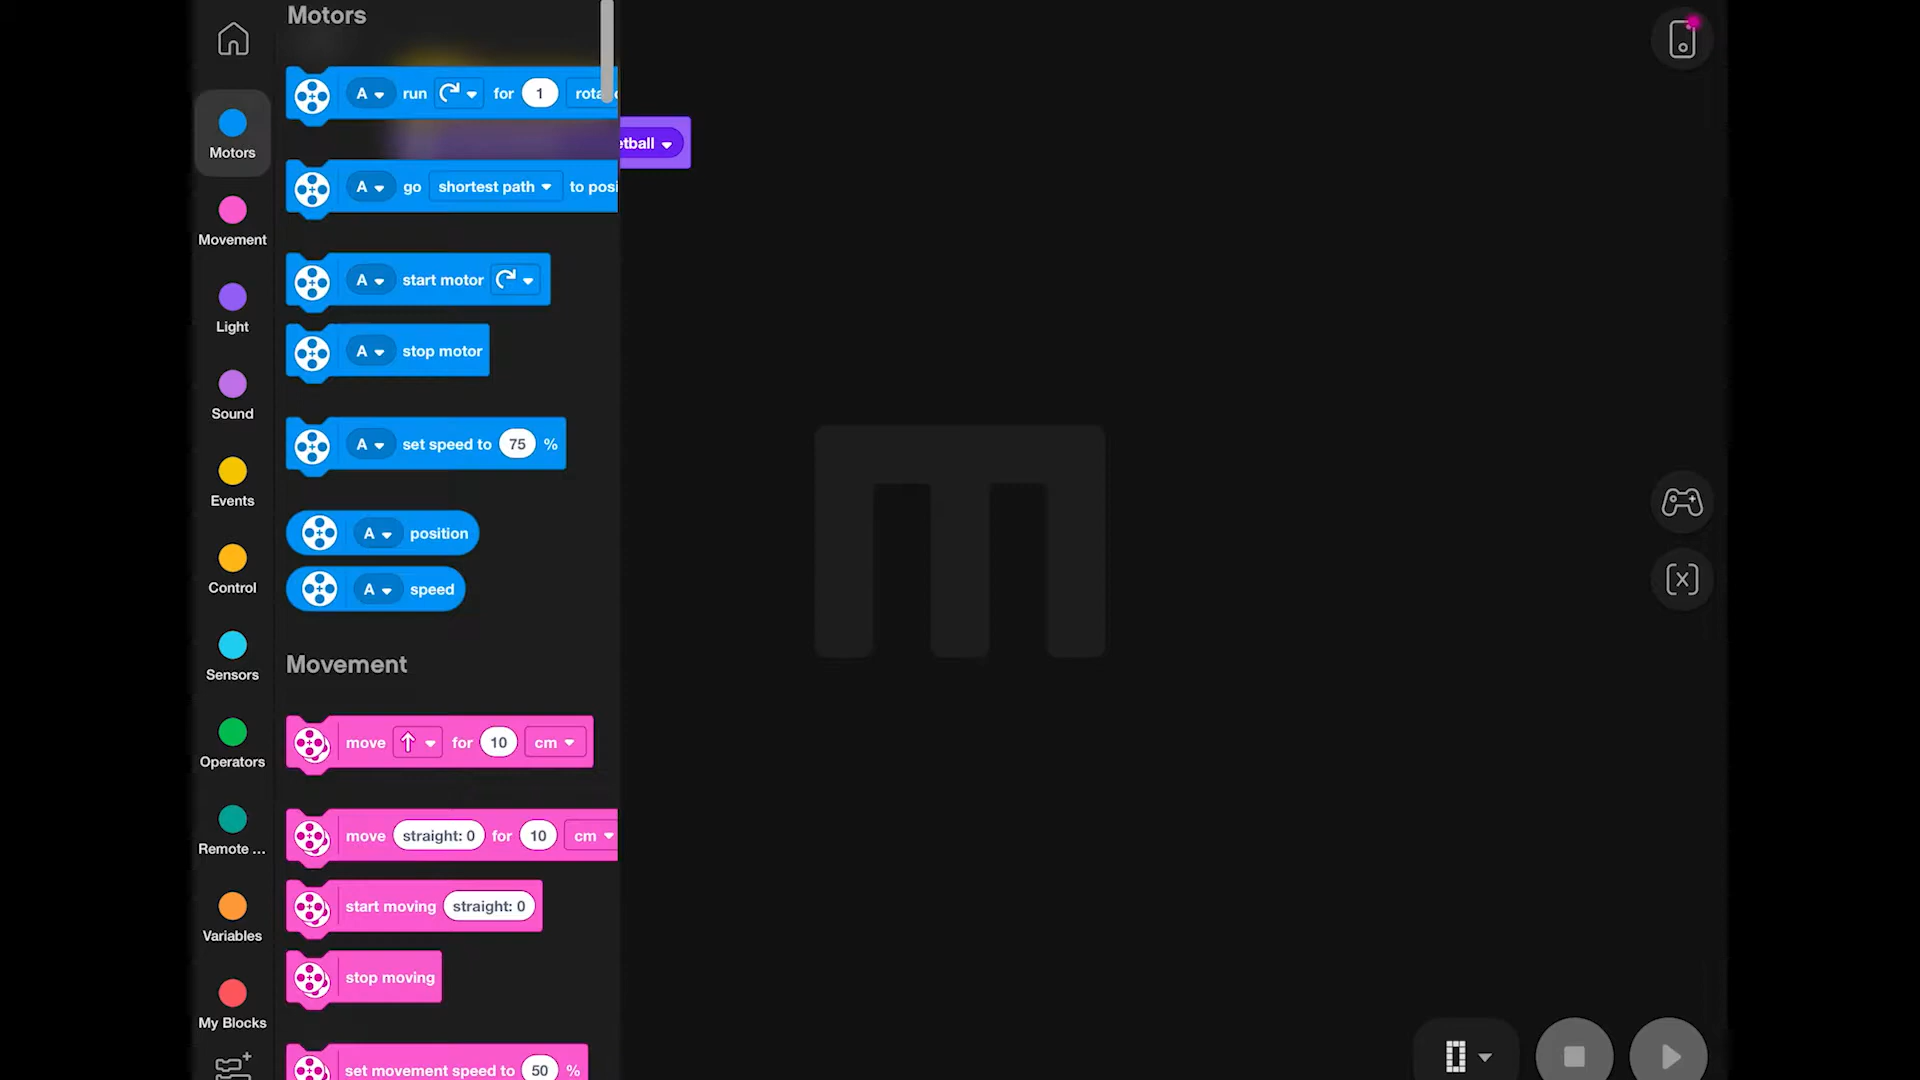 Motors
A run for 1
etball
A go shortest path to
Motors
Movement
A start motor
Light
A stop motor
Sound
A set speed to 75 %
Events
A position
Control
A speed
Sensors
Movement
move for 10 cm
Operators
move straight: 0 for 10 cm
Remote ...
start moving straight: 0
Variables
stop moving
My Blocks
set movement speed to 50 %